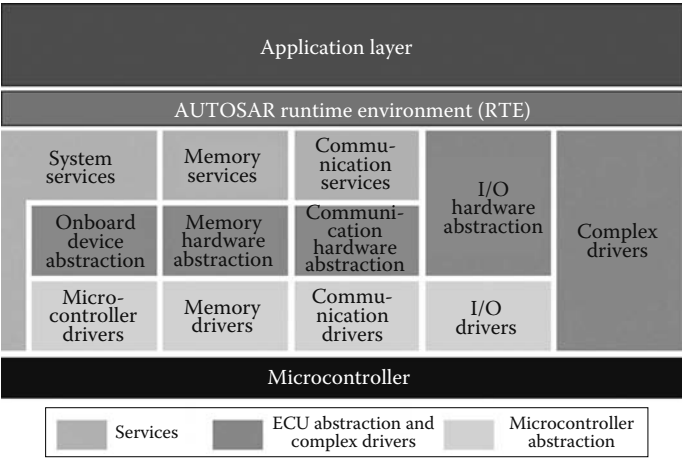 Application layer
AUTOSAR runtime environment (RTE)
System
services
Memory
services
Commu-
nication
services
I/O
hardware
abstraction
Complex
drivers
Onboard
device
abstraction
Memory
hardware
abstraction
Communi-
cation
hardware
abstraction
Micro-
controller
drivers
Memory
drivers
Commu-
nication
drivers
I/O
drivers
Microcontroller
Services
ECU abstraction and
complex drivers
Microcontroller
abstraction